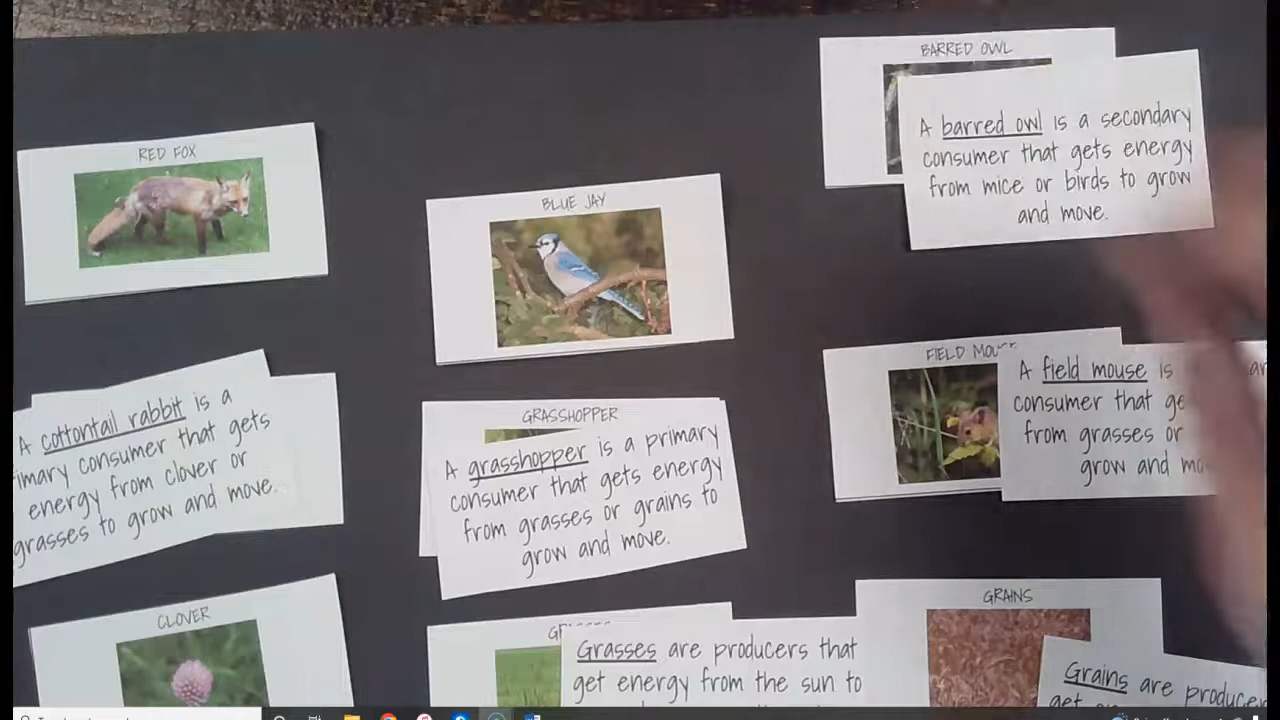 BARRED OWL
A barred owl is a secondary
consumer that gets energy
from mice or birds to grow
and move.
RED FOX
BLUE JAY
FIELD
A field mouse is
consumer that
from grasses or
grow and
A cottontail rabbit is a
consumer that gets
energy from clover or
grasses to grow and move.
GRASSHOPPER
A grasshopper is a primary
consumer that gets energy
from grasses or grains to
grow and move.
CLOVER
Grasses are producers that
get energy from the sun to
GRAINS
Grains are
get